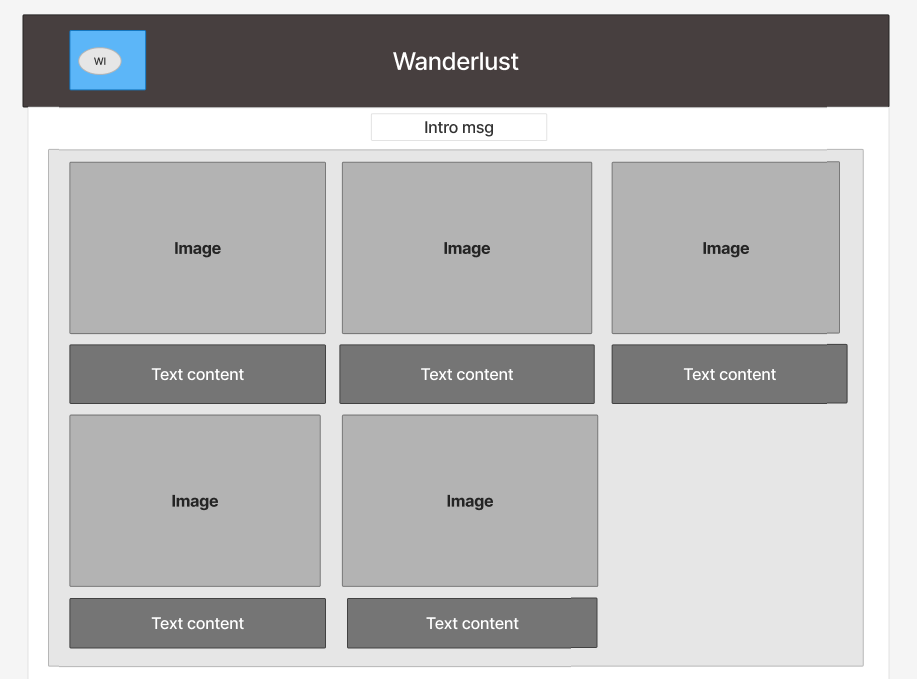 WI
Wanderlust
Intro msg
Image
Image
Image
Text content
Text content
Text content
Image
Image
Text content
Text content